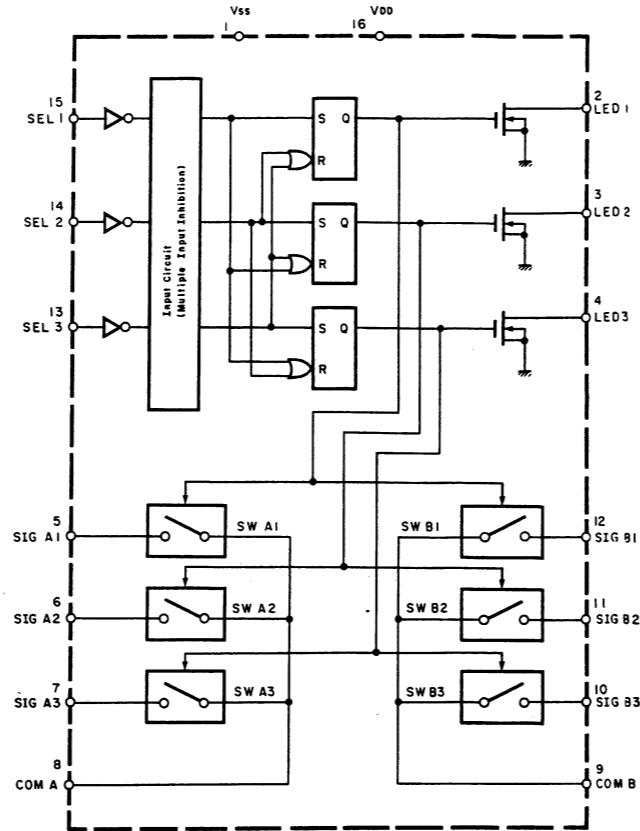 VSS
1
VDD
16
15
SEL 1
14
SEL 2
13
SEL 3
Input Circuit
(Multiple Input Inhibition)
S Q
R
S Q
R
S Q
R
2
LED 1
3
LED2
4
LED3
5
SIG A1
SW A1
SW B1
12
SIG B1
6
SIG A2
SW A2
SW B2
11
SIG B2
7
SIG A3
SW A3
SW B3
10
SIG B3
8
COM A
9
COM B